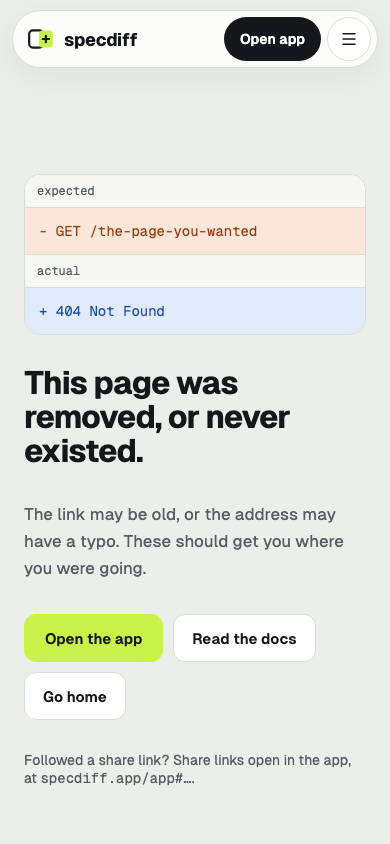 specdiff
Open app
expected
- GET /the-page-you-wanted
actual
+ 404 Not Found
This page was
removed, or never
existed.
The link may be old, or the address may
have a typo. These should get you where
you were going.
Open the app
Read the docs
Go home
Followed a share link? Share links open in the app,
at specdiff.app/app#….